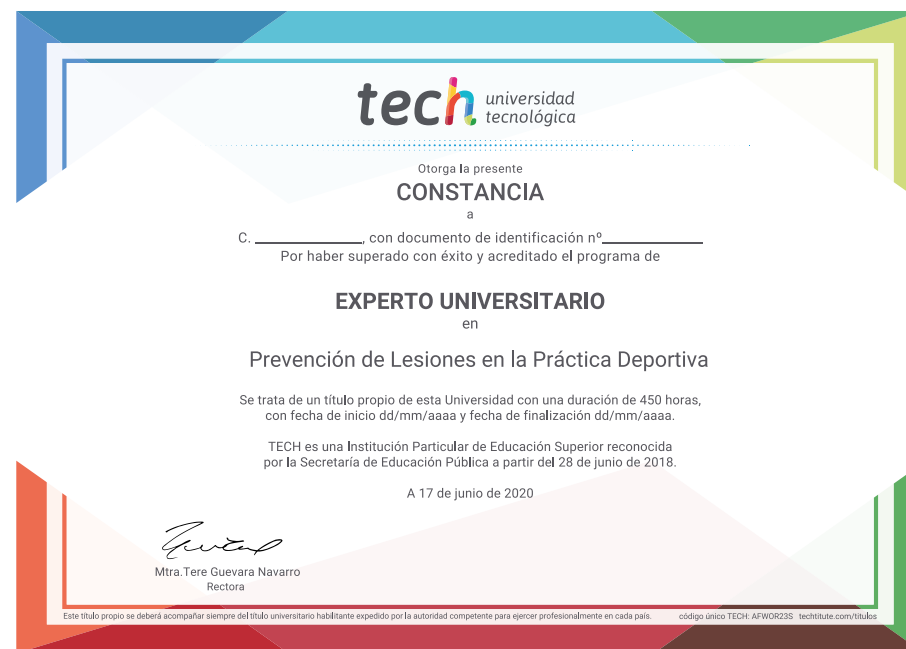 tech universidad
tecnológica
Otorga la presente
CONSTANCIA
a
C. ____________, con documento de identificación nº____________
Por haber superado con éxito y acreditado el programa de
EXPERTO UNIVERSITARIO
en
Prevención de Lesiones en la Práctica Deportiva
Se trata de un título propio de esta Universidad con una duración de 450 horas,
con fecha de inicio dd/mm/aaaa y fecha de finalización dd/mm/aaaa.
TECH es una Institución Particular de Educación Superior reconocida
por la Secretaría de Educación Pública a partir del 28 de junio de 2018.
A 17 de junio de 2020
Mtra.Tere Guevara Navarro
Rectora
Este título propio se deberá acompañar siempre del título universitario habilitante expedido por la autoridad competente para ejercer profesionalmente en cada país. código único TECH: AFWOR23S techtitute.com/titulos